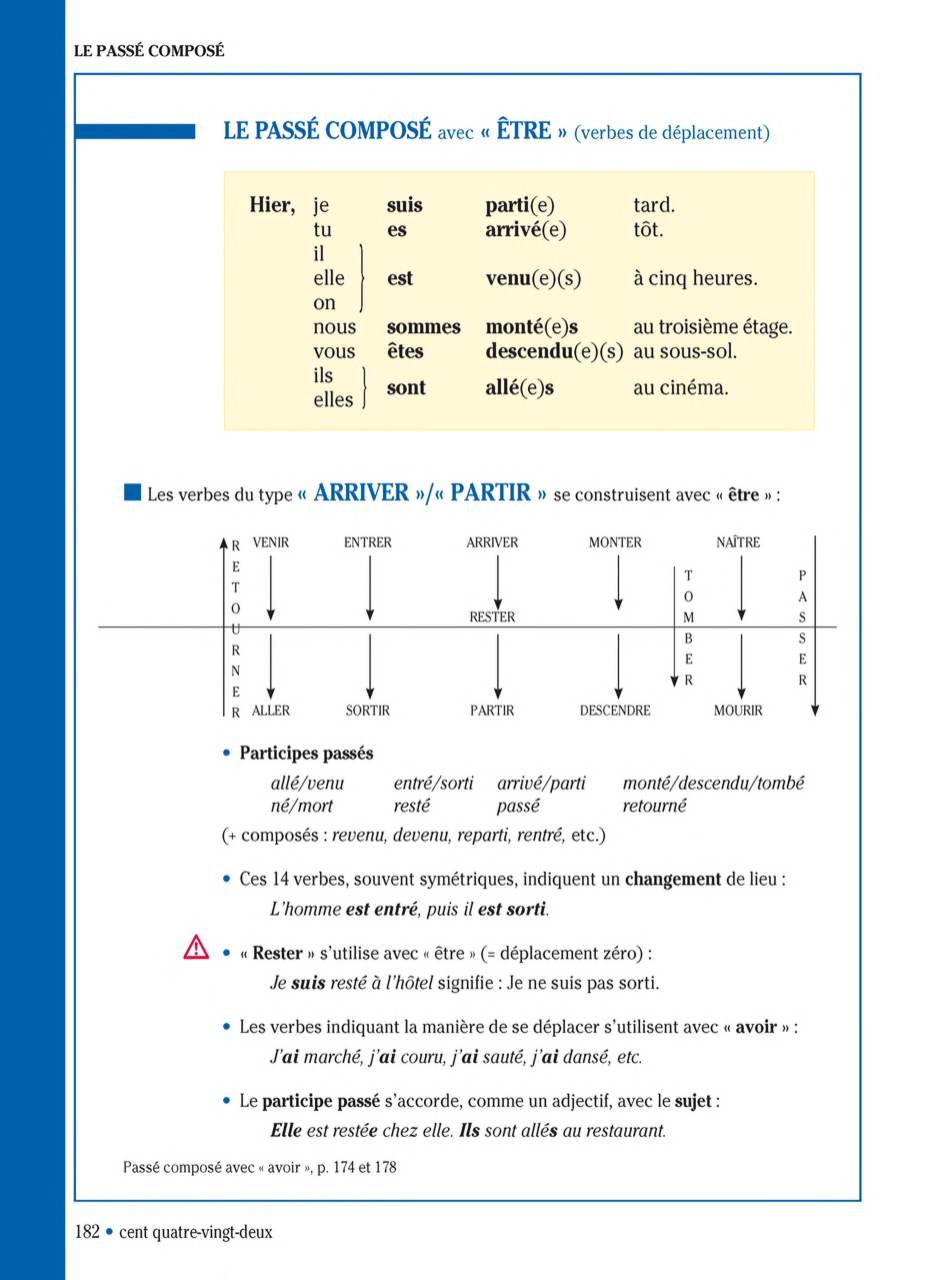 LE PASSÉ COMPOSÉ
LE PASSÉ COMPOSÉ avec « ÊTRE » (verbes de déplacement)
Hier, je suis parti(e) tard.
tu es arrivé(e) tôt.
il
elle est venu(e)(s) à cinq heures.
on
nous sommes monté(e)s au troisième étage.
vous êtes descendu(e)(s) au sous-sol.
ils
sont allé(e)s au cinéma.
elles
Les verbes du type « ARRIVER »/« PARTIR » se construisent avec « être » :
RETOURNER
VENIR ENTRER ARRIVER MONTER NAÎTRE
TOMBER
PASSER
RESTER
ALLER SORTIR PARTIR DESCENDRE MOURIR
• Participes passés
allé/venu entré/sorti arrivé/parti monté/descendu/tombé
né/mort resté passé retourné
(+ composés : revenu, devenu, reparti, rentré, etc.)
• Ces 14 verbes, souvent symétriques, indiquent un changement de lieu :
L'homme est entré, puis il est sorti.
• « Rester » s'utilise avec « être » (= déplacement zéro) :
Je suis resté à l'hôtel signifie : Je ne suis pas sorti.
• Les verbes indiquant la manière de se déplacer s'utilisent avec « avoir » :
J'ai marché, j'ai couru, j'ai sauté, j'ai dansé, etc.
• Le participe passé s'accorde, comme un adjectif, avec le sujet :
Elle est restée chez elle. Ils sont allés au restaurant.
Passé composé avec « avoir », p. 174 et 178
182 • cent quatre-vingt-deux